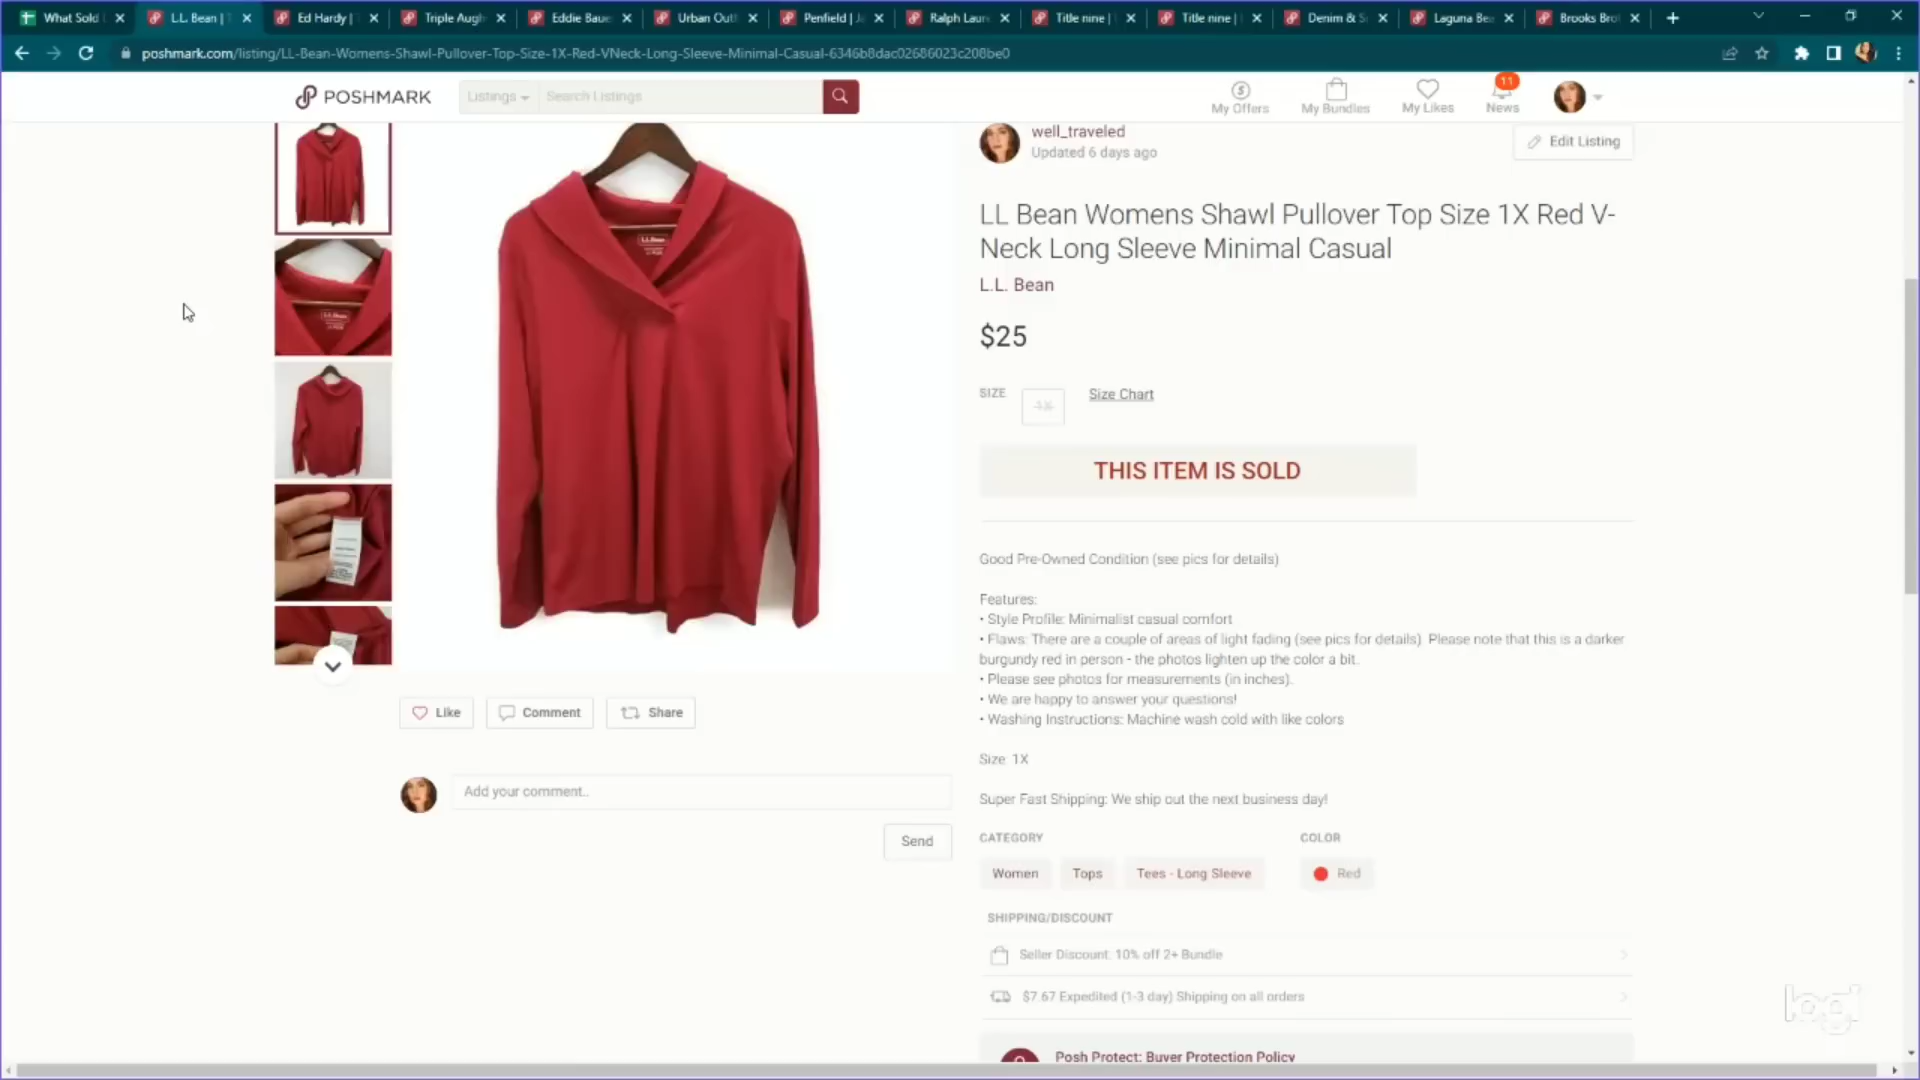 What Sold
L.L. Bean | T
Ed Hardy |
Triple Augh
Eddie Baue
Urban Out
Penfield | Ja
Ralph Laure
Title nine |
Title nine |
Denim & S
Laguna Bea
Brooks Bro
poshmark.com/listing/LL-Bean-Womens-Shawl-Pullover-Top-Size-1X-Red-VNeck-Long-Sleeve-Minimal-Casual-6346b8dac02686023c208be0
POSHMARK
Listings
Search Listings
My Offers
My Bundles
My Likes
11
News
well_traveled
Updated 6 days ago
Edit Listing
LL Bean Womens Shawl Pullover Top Size 1X Red V-
Neck Long Sleeve Minimal Casual
L.L. Bean
$25
SIZE
1X
Size Chart
THIS ITEM IS SOLD
Good Pre-Owned Condition (see pics for details)
Features:
• Style Profile: Minimalist casual comfort
• Flaws: There are a couple of areas of light fading (see pics for details). Please note that this is a darker
burgundy red in person - the photos lighten up the color a bit.
• Please see photos for measurements (in inches).
• We are happy to answer your questions!
• Washing Instructions: Machine wash cold with like colors
Size 1X
Super Fast Shipping: We ship out the next business day!
CATEGORY
COLOR
Women
Tops
Tees - Long Sleeve
Red
SHIPPING/DISCOUNT
Seller Discount: 10% off 2+ Bundle
$7.67 Expedited (1-3 day) Shipping on all orders
Posh Protect: Buyer Protection Policy
L.L.Bean
Like
Comment
Share
Add your comment..
Send
logi